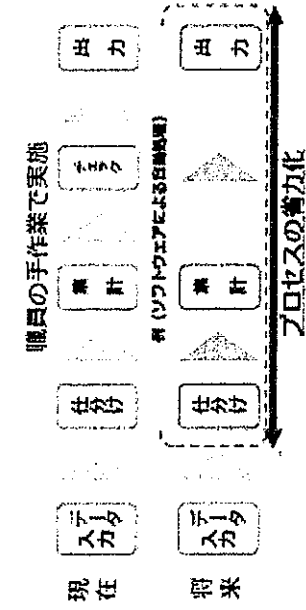 職員の手作業で実施
現在
データ入力
仕分け
集計
チェック
出力
例（ソフトウェアによる自動処理）
将来
データ入力
仕分け
集計
出力
プロセスの省力化